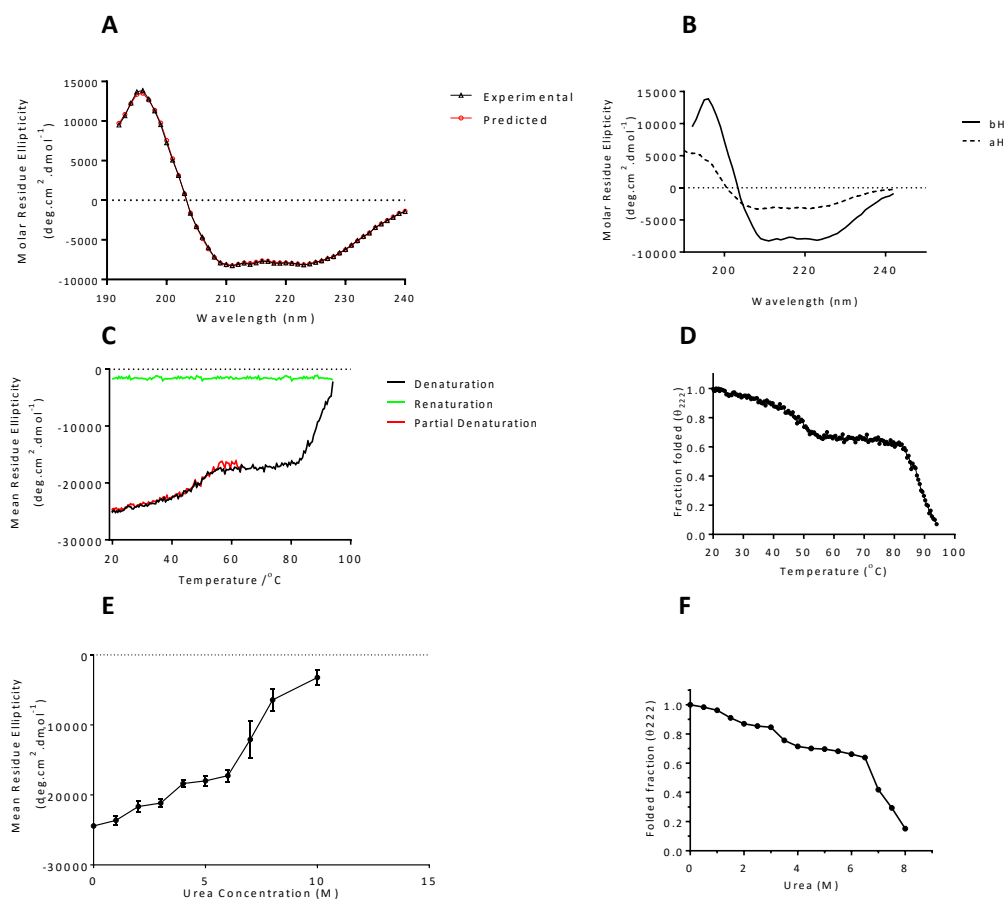 A
Molar Residue Ellipticity
(deg.cm².dmol⁻¹)
15000
10000
5000
0
-5000
-10000
190
200
210
220
230
240
Wavelength (nm)
Experimental
Predicted
B
Molar Residue Elipticity
(deg.cm².dmol⁻¹)
15000
10000
5000
0
-5000
-10000
200
220
240
Wavelength (nm)
bH
aH
C
Mean Residue Ellipticity
(deg.cm².dmol⁻¹)
0
-10000
-20000
-30000
20
40
60
80
100
Temperature /°C
Denaturation
Renaturation
Partial Denaturation
D
Fraction folded (θ222)
1.0
0.8
0.6
0.4
0.2
0.0
20
30
40
50
60
70
80
90
100
Temperature (°C)
E
Mean Residue Ellipticity
(deg.cm².dmol⁻¹)
0
-10000
-20000
-30000
0
5
10
15
Urea Concentration (M)
F
Folded fraction (θ222)
1.0
0.8
0.6
0.4
0.2
0.0
0
2
4
6
8
Urea (M)